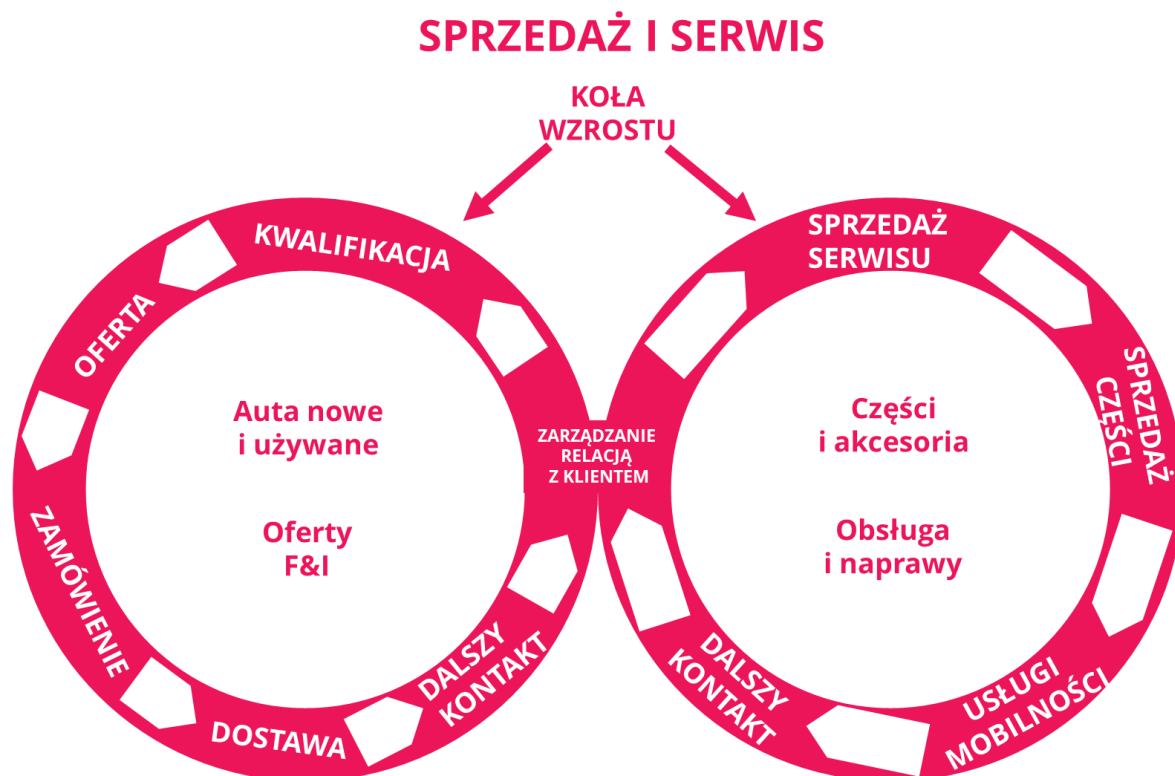 SPRZEDAŻ I SERWIS
KOŁA
WZROSTU
KWALIFIKACJA
OFERTA
ZAMÓWIENIE
DOSTAWA
DALSZY
KONTAKT
Auta nowe
i używane
Oferty
F&I
ZARZĄDZANIE
RELACJĄ
Z KLIENTEM
SPRZEDAŻ
SERWISU
SPRZEDAŻ
CZĘŚCI
USŁUGI
MOBILNOŚCI
DALSZY
KONTAKT
Części
i akcesoria
Obsługa
i naprawy